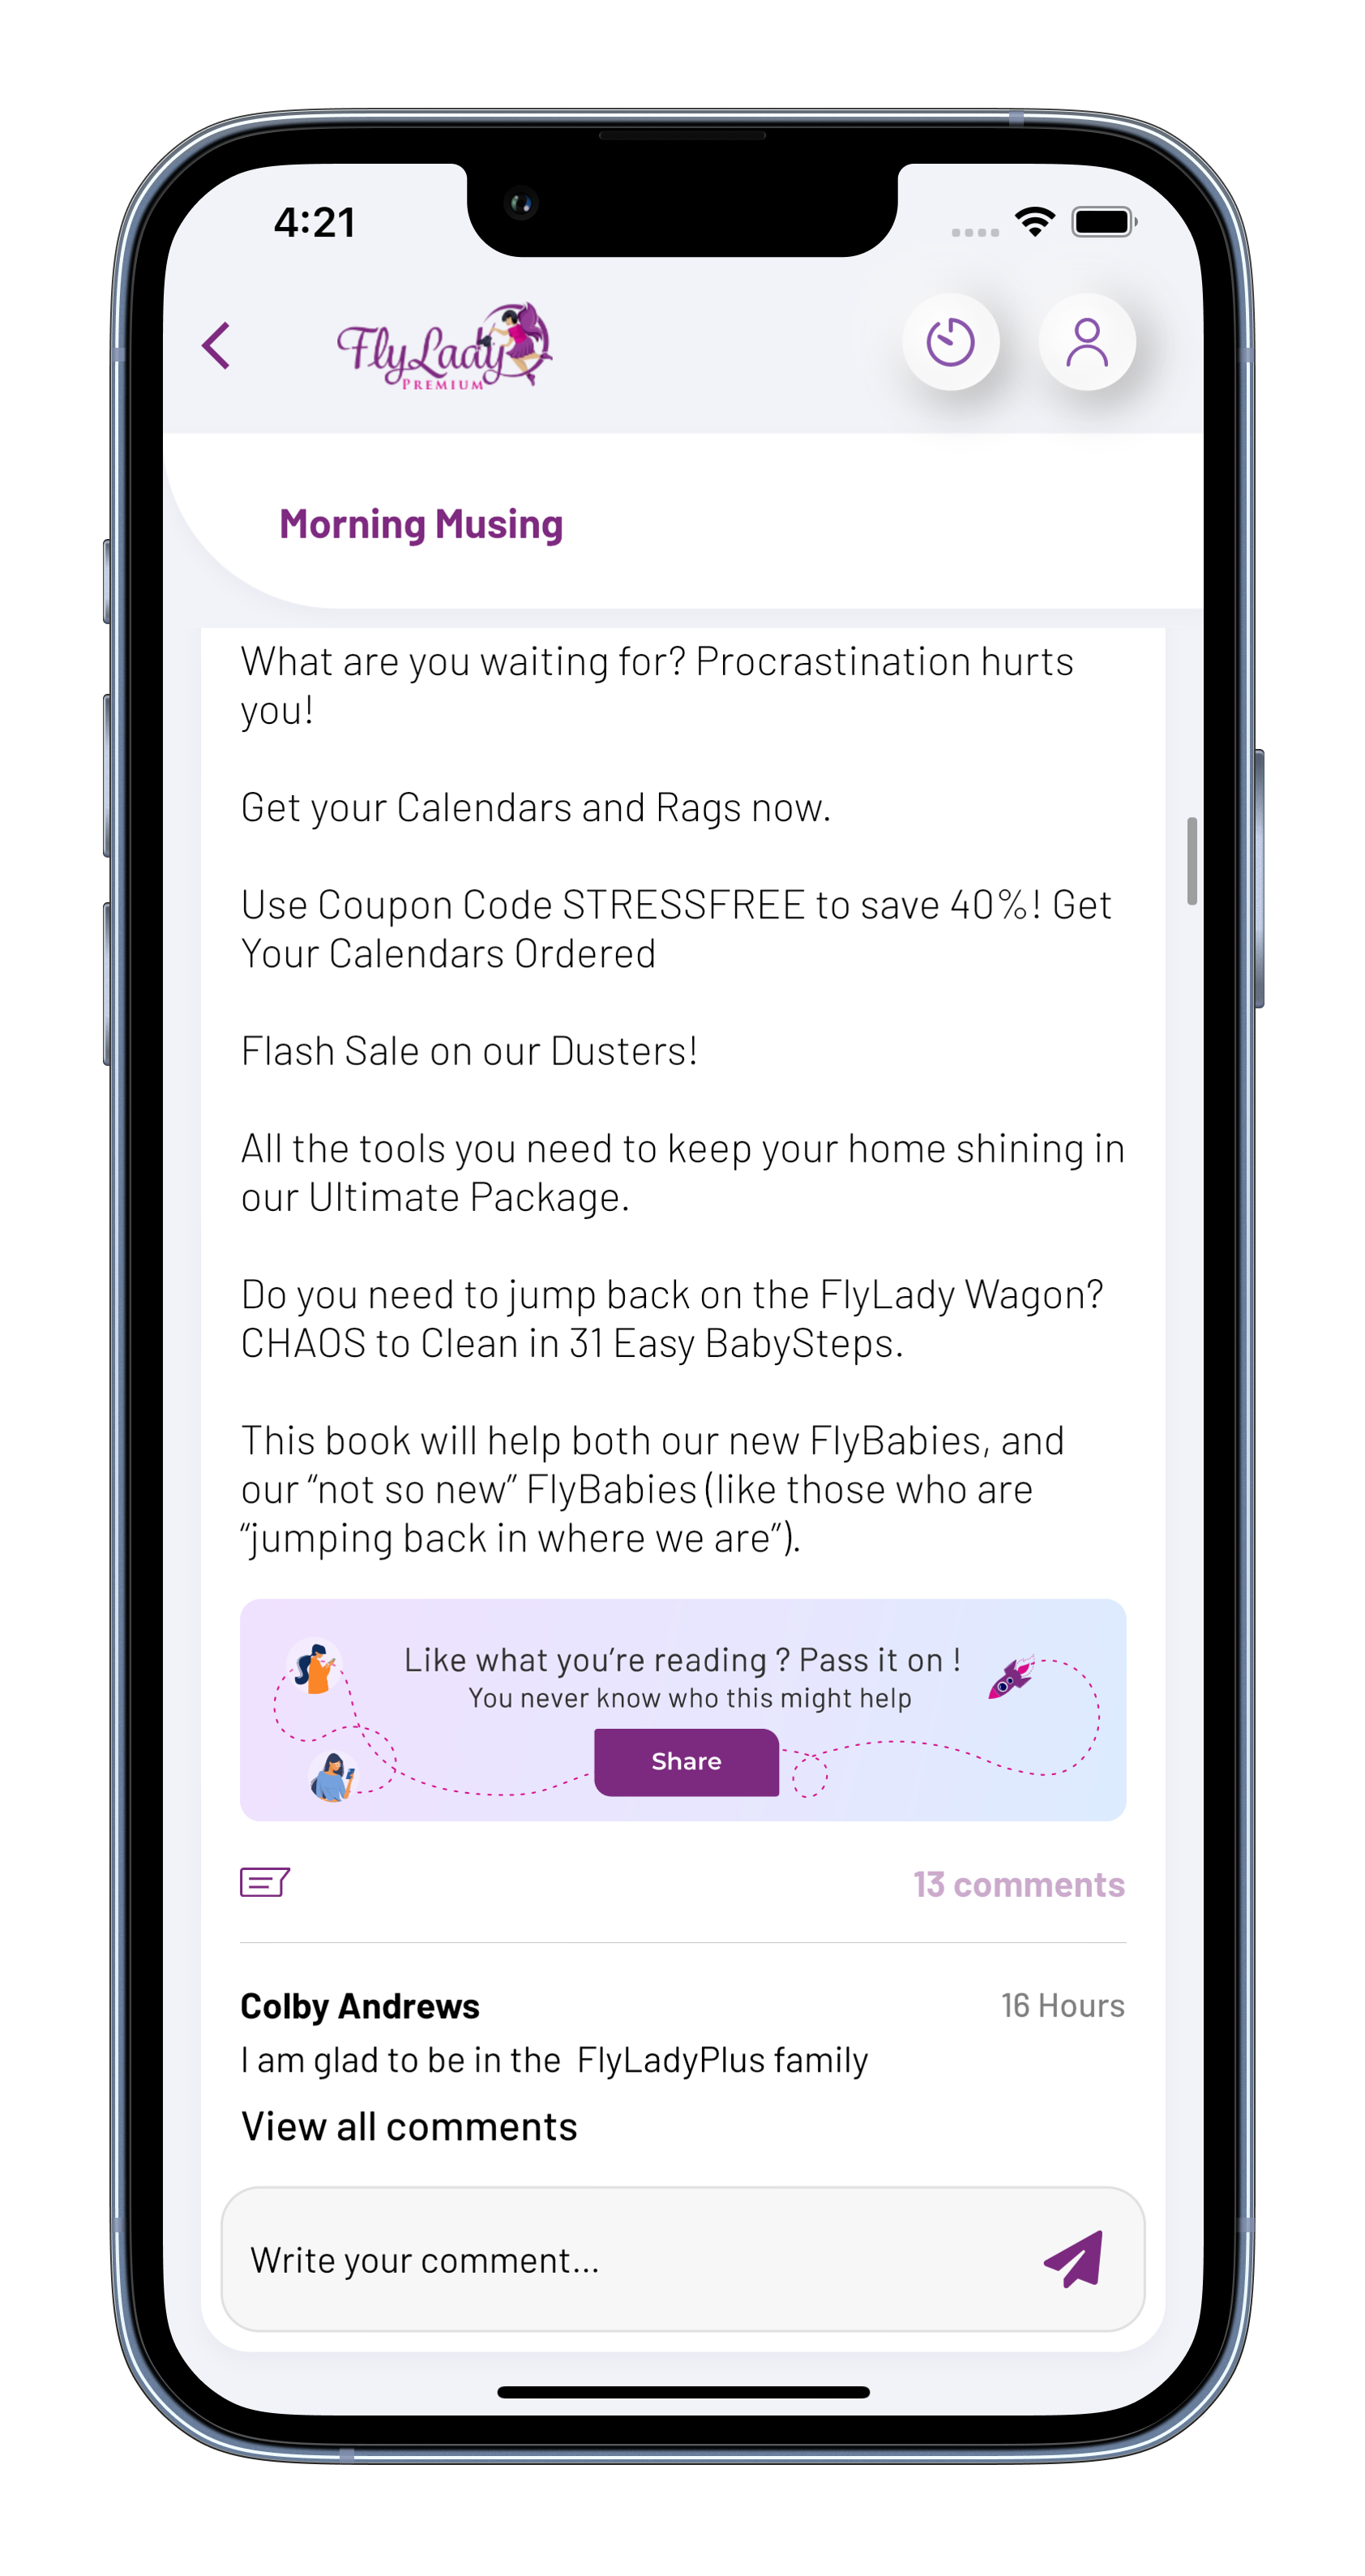 4:21
FlyLady
PREMIUM
Morning Musing
What are you waiting for? Procrastination hurts
you!
Get your Calendars and Rags now.
Use Coupon Code STRESSFREE to save 40%! Get
Your Calendars Ordered
Flash Sale on our Dusters!
All the tools you need to keep your home shining in
our Ultimate Package.
Do you need to jump back on the FlyLady Wagon?
CHAOS to Clean in 31 Easy BabySteps.
This book will help both our new FlyBabies, and
our “not so new” FlyBabies (like those who are
“jumping back in where we are”).
Like what you’re reading ? Pass it on !
You never know who this might help
Share
13 comments
Colby Andrews 16 Hours
I am glad to be in the  FlyLadyPlus family
View all comments
Write your comment...